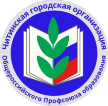 Читинская городская организация
Общероссийского Профсоюза образования